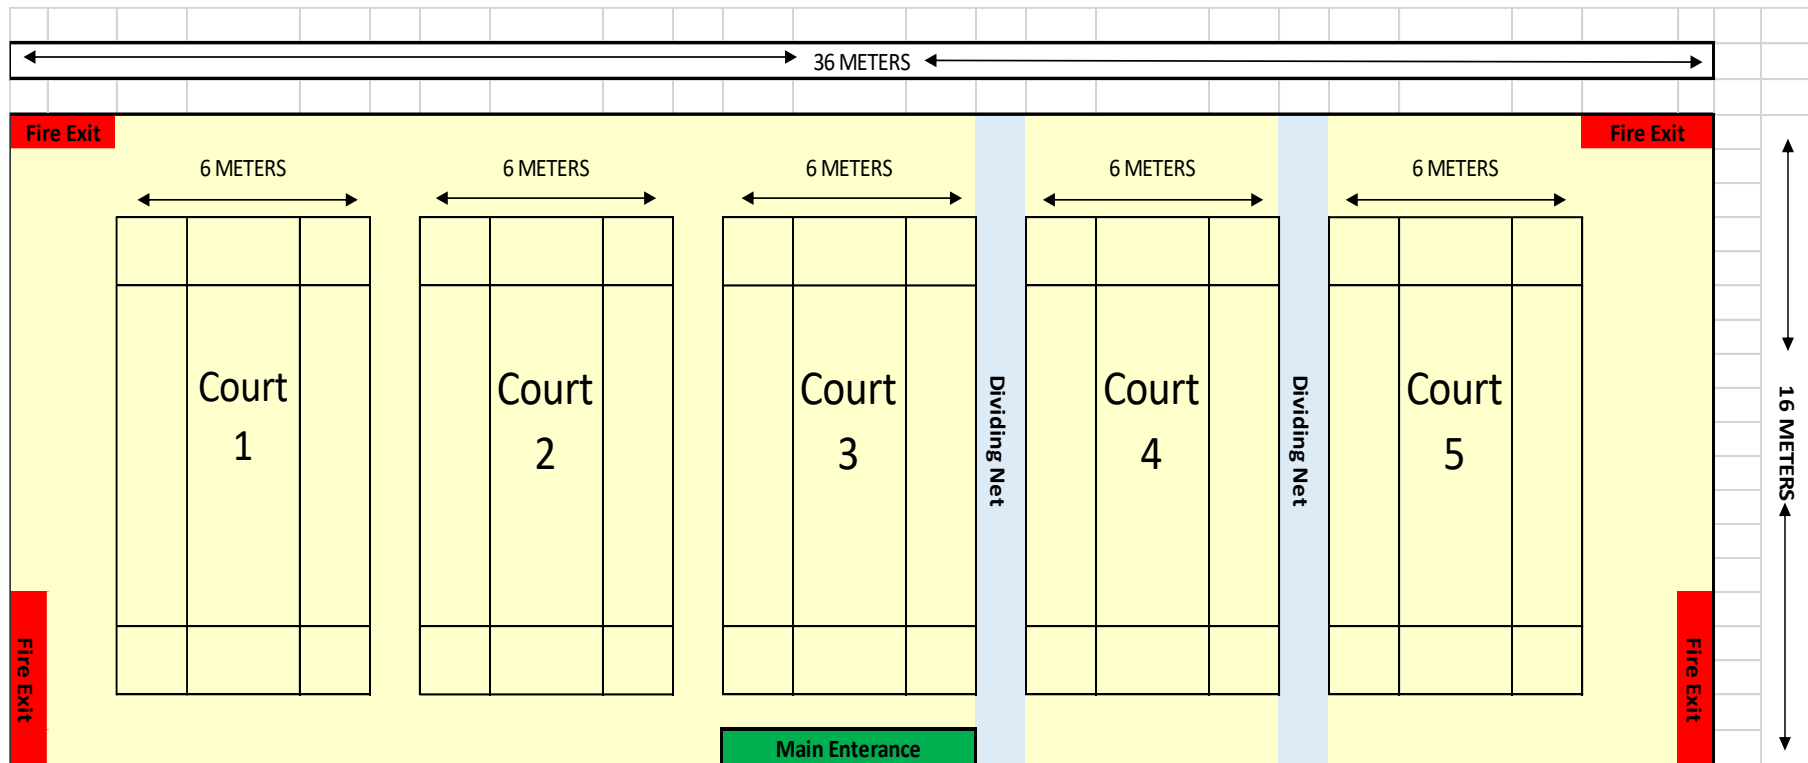 36 METERS
Fire Exit
Fire Exit
6 METERS
6 METERS
6 METERS
6 METERS
6 METERS
Court
1
Court
2
Court
3
Court
4
Court
5
Dividing Net
Dividing Net
16 METERS
Fire Exit
Fire Exit
Main Enterance